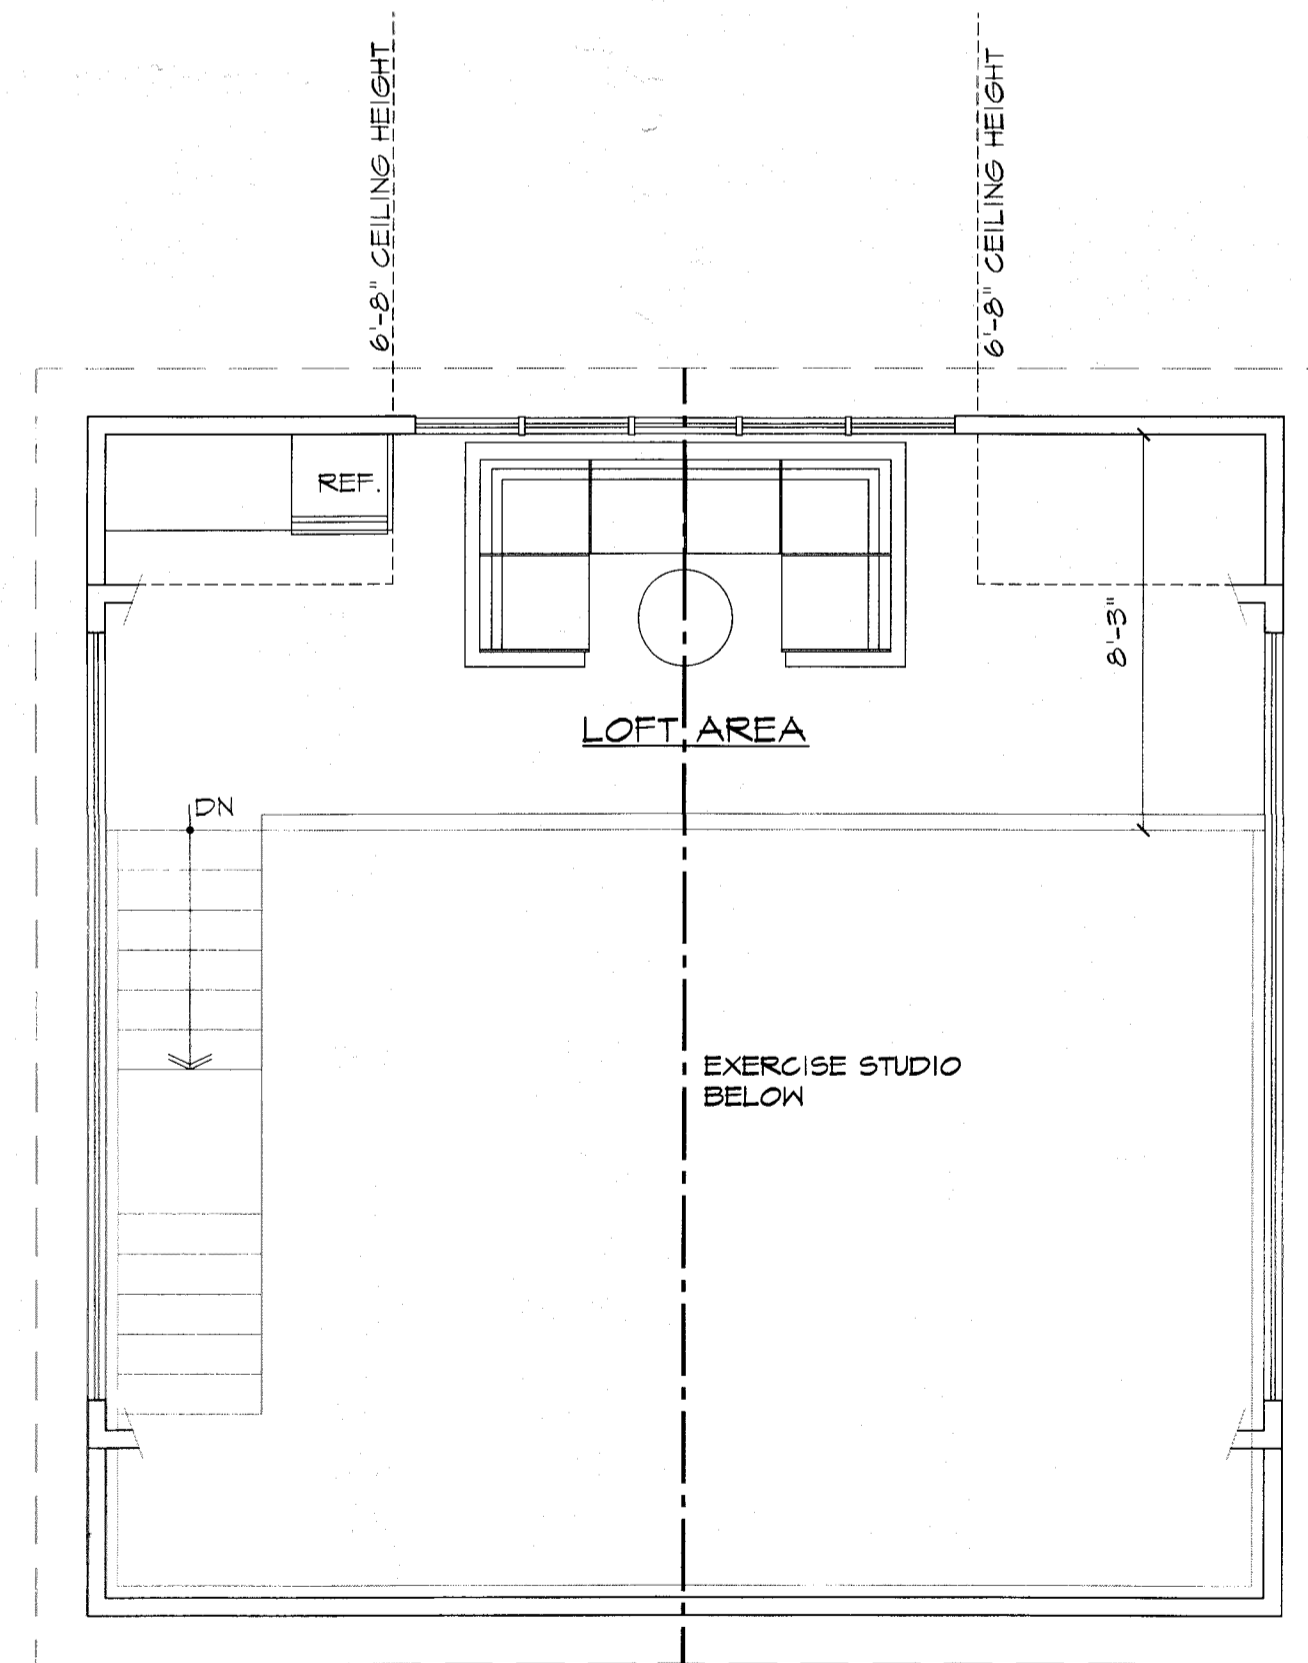 6'-8" CEILING HEIGHT
6'-8" CEILING HEIGHT
REF.
8'-3"
LOFT AREA
DN
EXERCISE STUDIO
BELOW